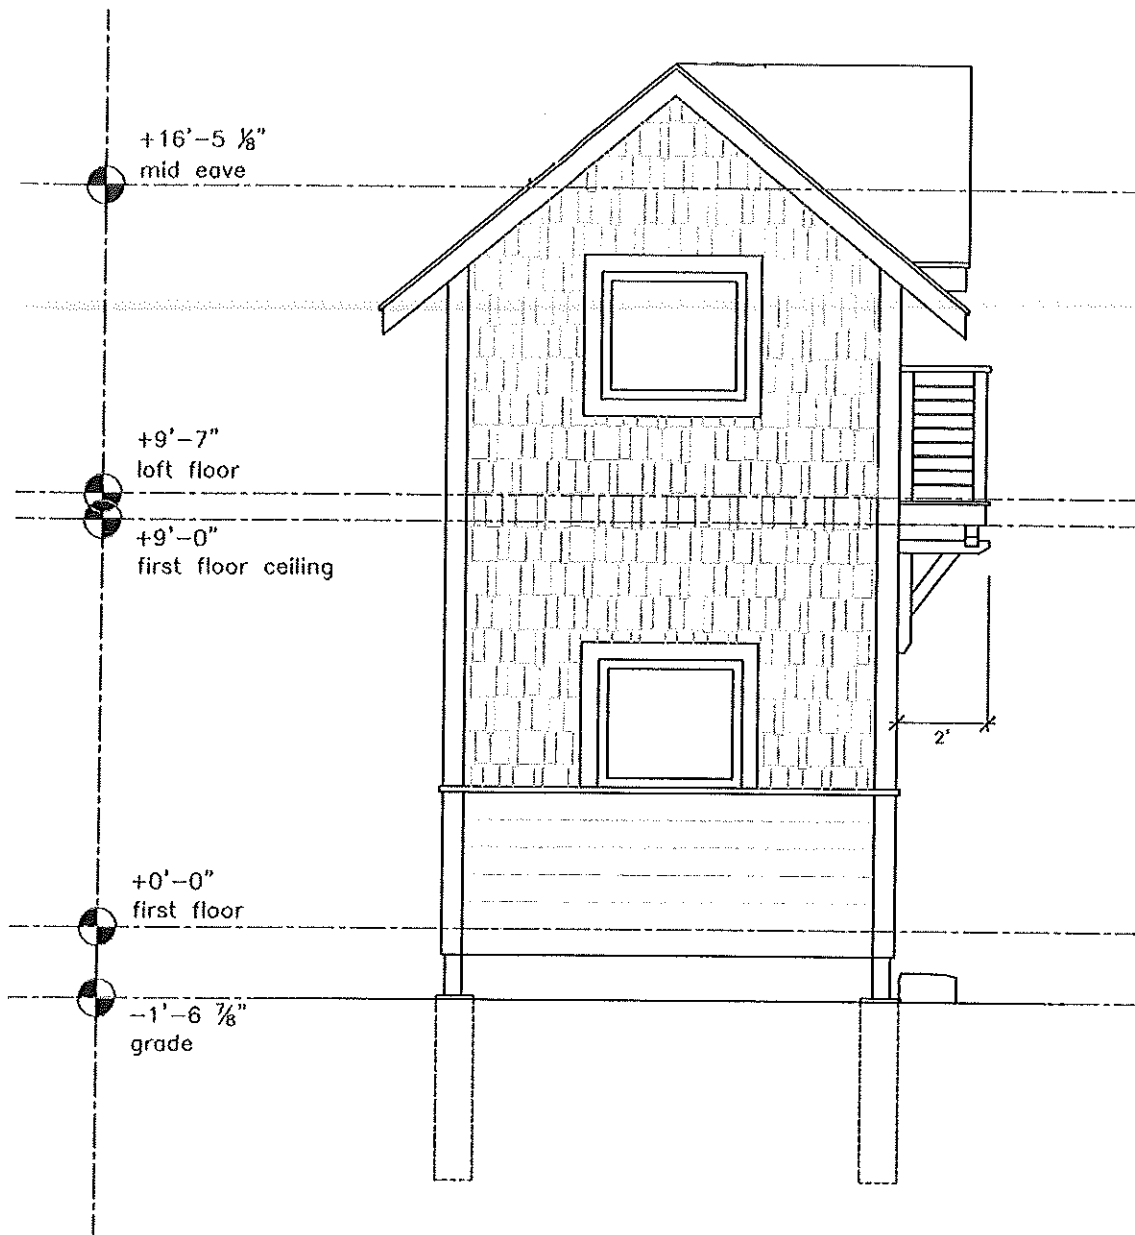 +16'-5 ⅛"
mid eave
+9'-7"
loft floor
+9'-0"
first floor ceiling
2'
+0'-0"
first floor
-1'-6 ⅞"
grade